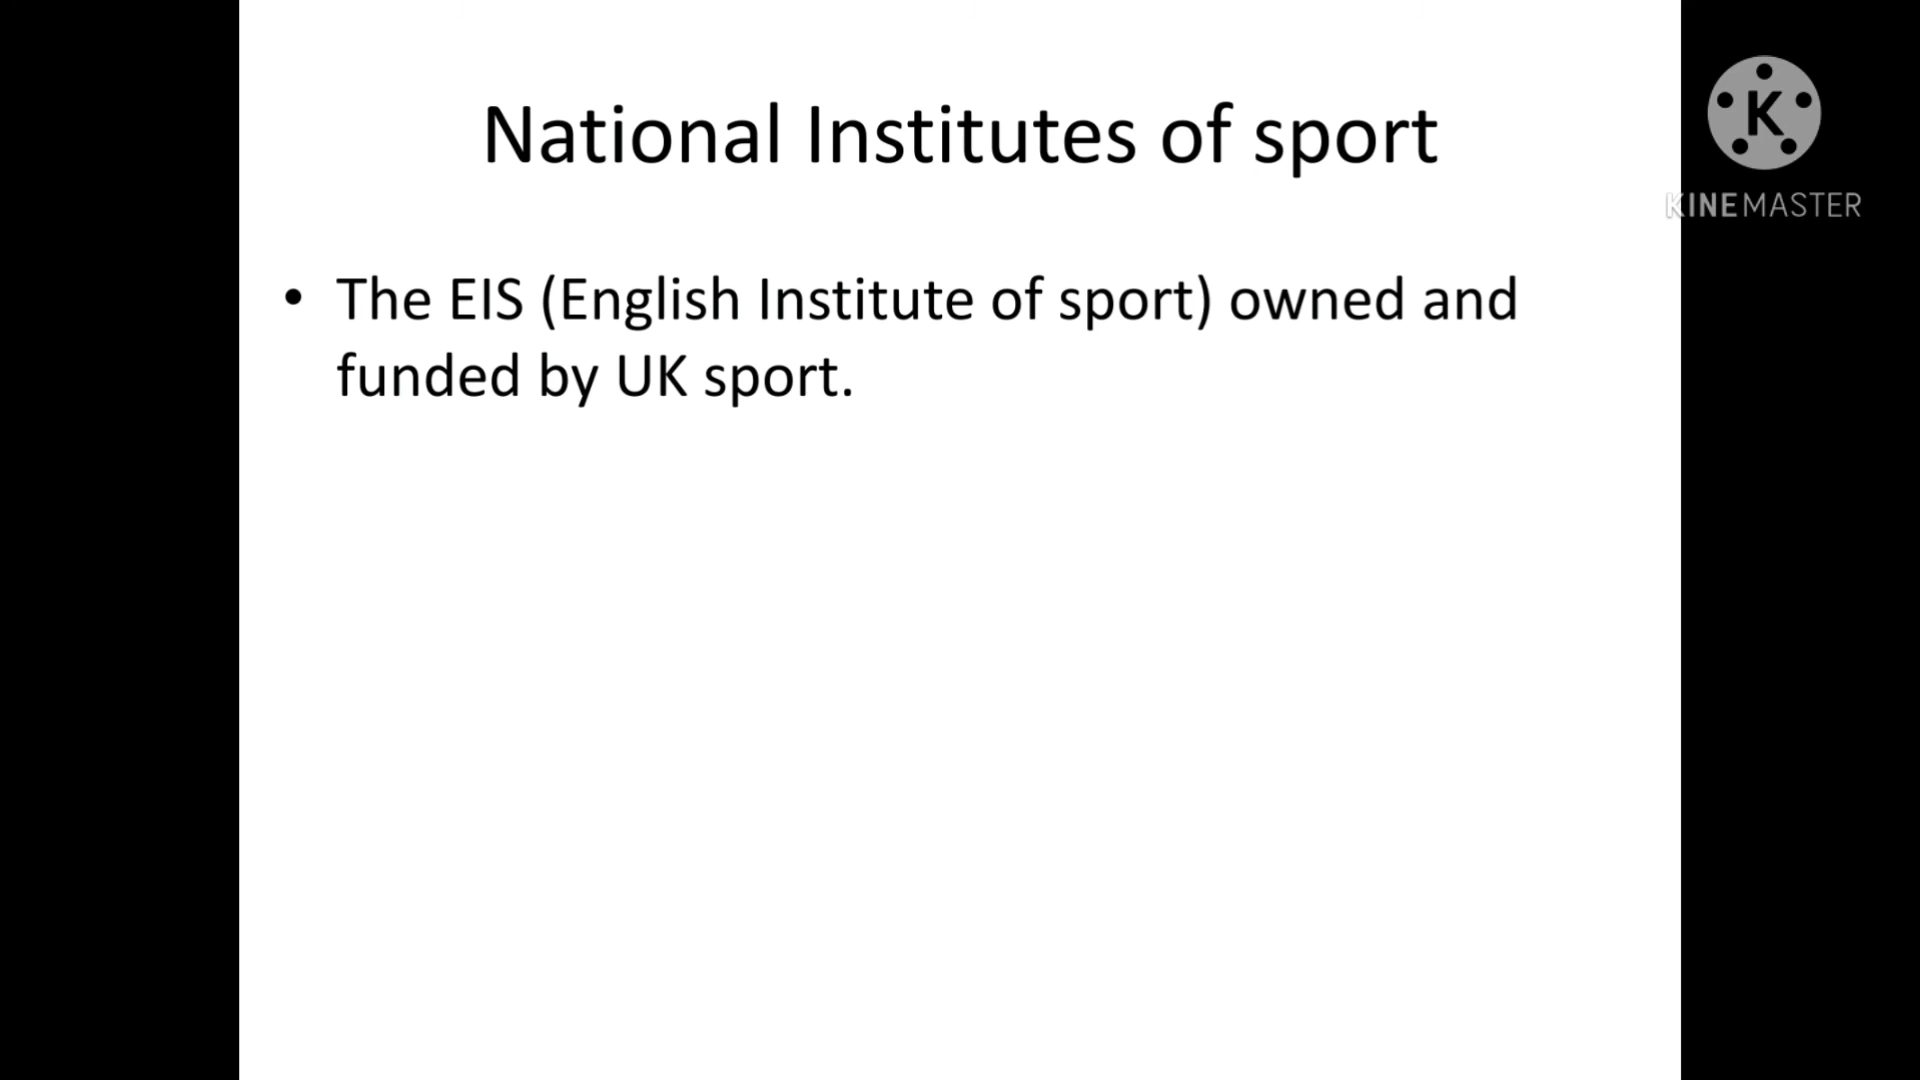 National Institutes of sport
K
KINEMASTER
• The EIS (English Institute of sport) owned and
funded by UK sport.